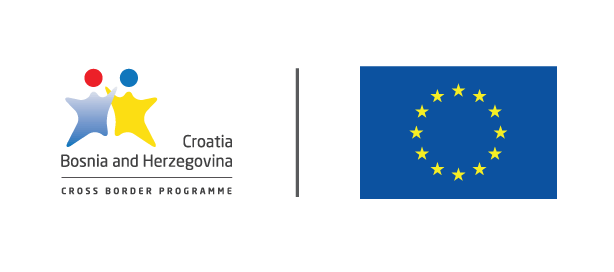 Croatia
Bosnia and Herzegovina
CROSS BORDER PROGRAMME